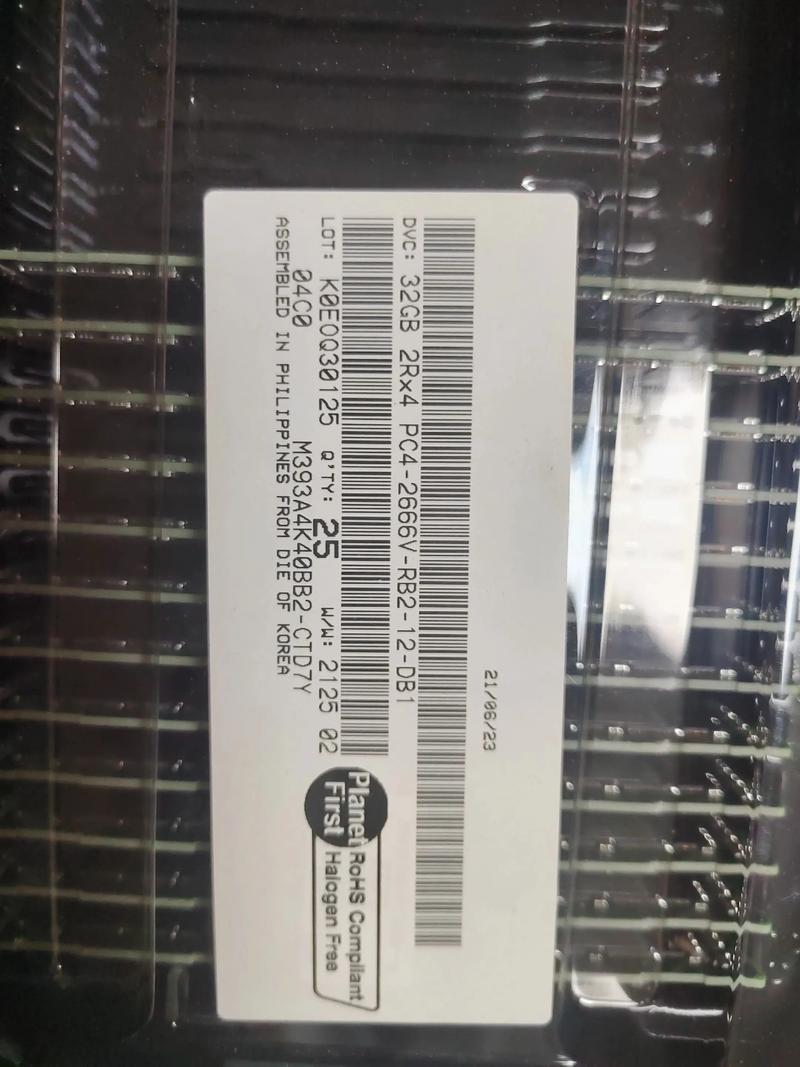 21/06/23
DVC: 32GB 2Rx4 PC4-2666V-RB2-12-DB1
LOT: K0EOQ30125 Q'TY: 25 W/W: 2125 02
04C0 M393A4K40BB2-CTD7Y
ASSEMBLED IN PHILIPPINES FROM DIE OF KOREA
Planet First
RoHS Compliant
Halogen Free